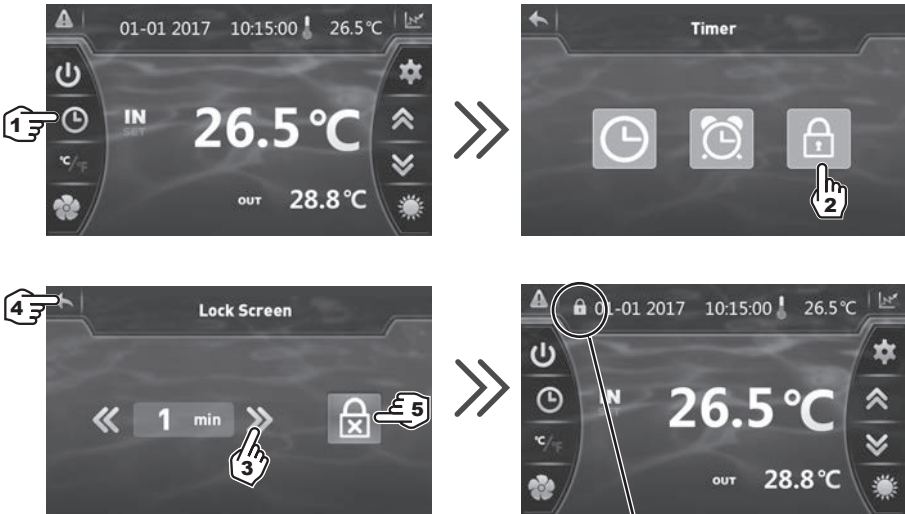 01-01 2017 10:15:00 26.5°C
1
IN
SET
26.5°C
°C/°F
OUT 28.8°C
Timer
2
4
Lock Screen
1 min
5
3
01-01 2017 10:15:00 26.5°C
IN
26.5°C
°C/°F
OUT 28.8°C